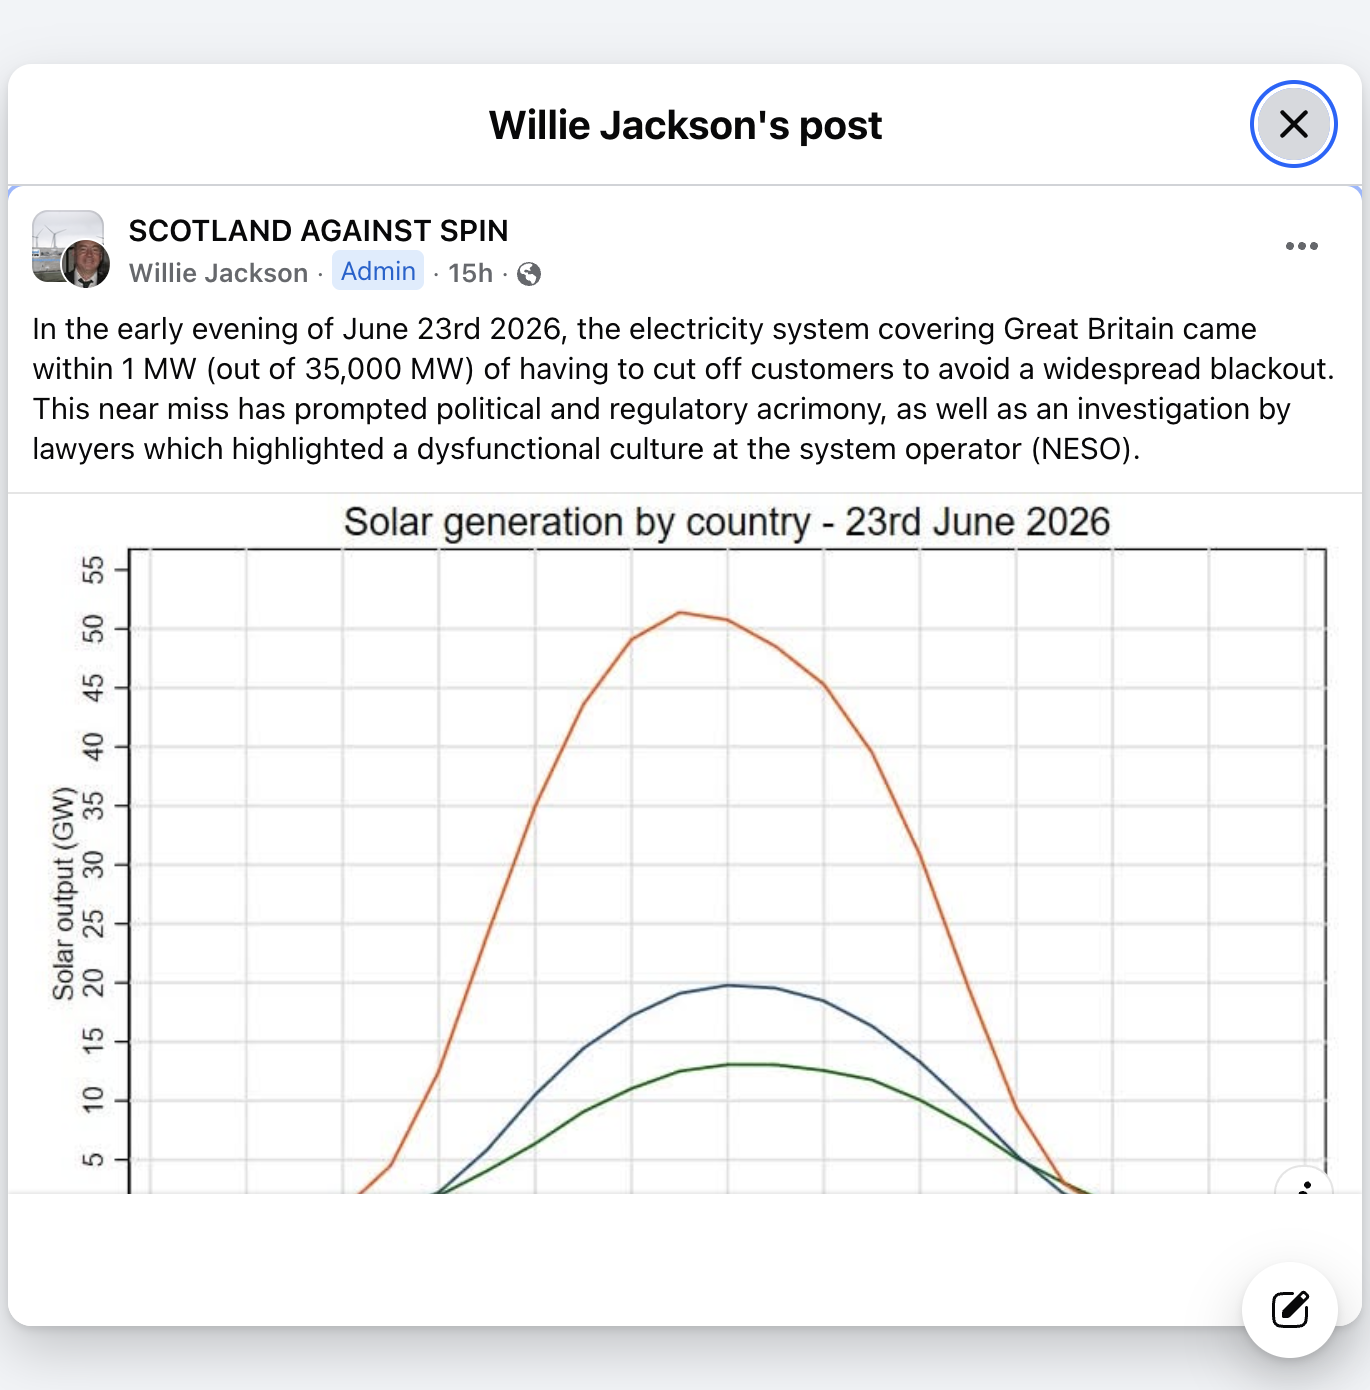 Willie Jackson's post
SCOTLAND AGAINST SPIN
Willie Jackson · Admin · 15h ·
In the early evening of June 23rd 2026, the electricity system covering Great Britain came
within 1 MW (out of 35,000 MW) of having to cut off customers to avoid a widespread blackout.
This near miss has prompted political and regulatory acrimony, as well as an investigation by
lawyers which highlighted a dysfunctional culture at the system operator (NESO).
Solar generation by country - 23rd June 2026
Solar output (GW)
55
50
45
40
35
30
25
20
15
10
5